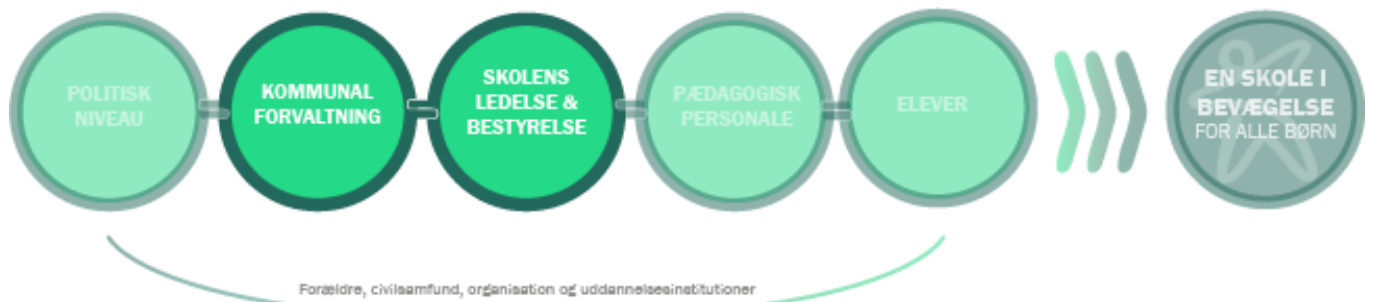 POLITISK
NIVEAU
KOMMUNAL
FORVALTNING
SKOLENS
LEDELSE &
BESTYRELSE
PÆDAGOGISK
PERSONALE
ELEVER
EN SKOLE I
BEVÆGELSE
FOR ALLE BØRN
Forældre, civilsamfund, organisation og uddannelsesinstitutioner